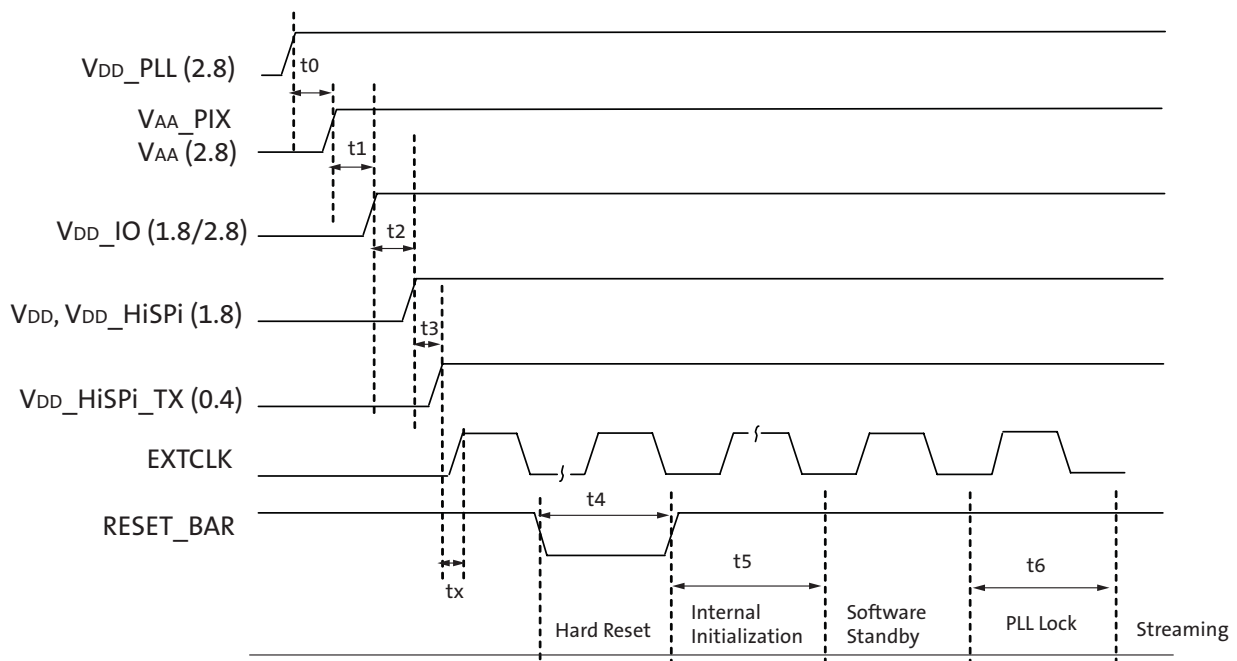 VDD_PLL (2.8)
t0
VAA_PIX
VAA (2.8)
t1
VDD_IO (1.8/2.8)
t2
VDD, VDD_HiSPi (1.8)
t3
VDD_HiSPi_TX (0.4)
EXTCLK
RESET_BAR
t4
tx
t5
t6
Hard Reset
Internal
Initialization
Software
Standby
PLL Lock
Streaming